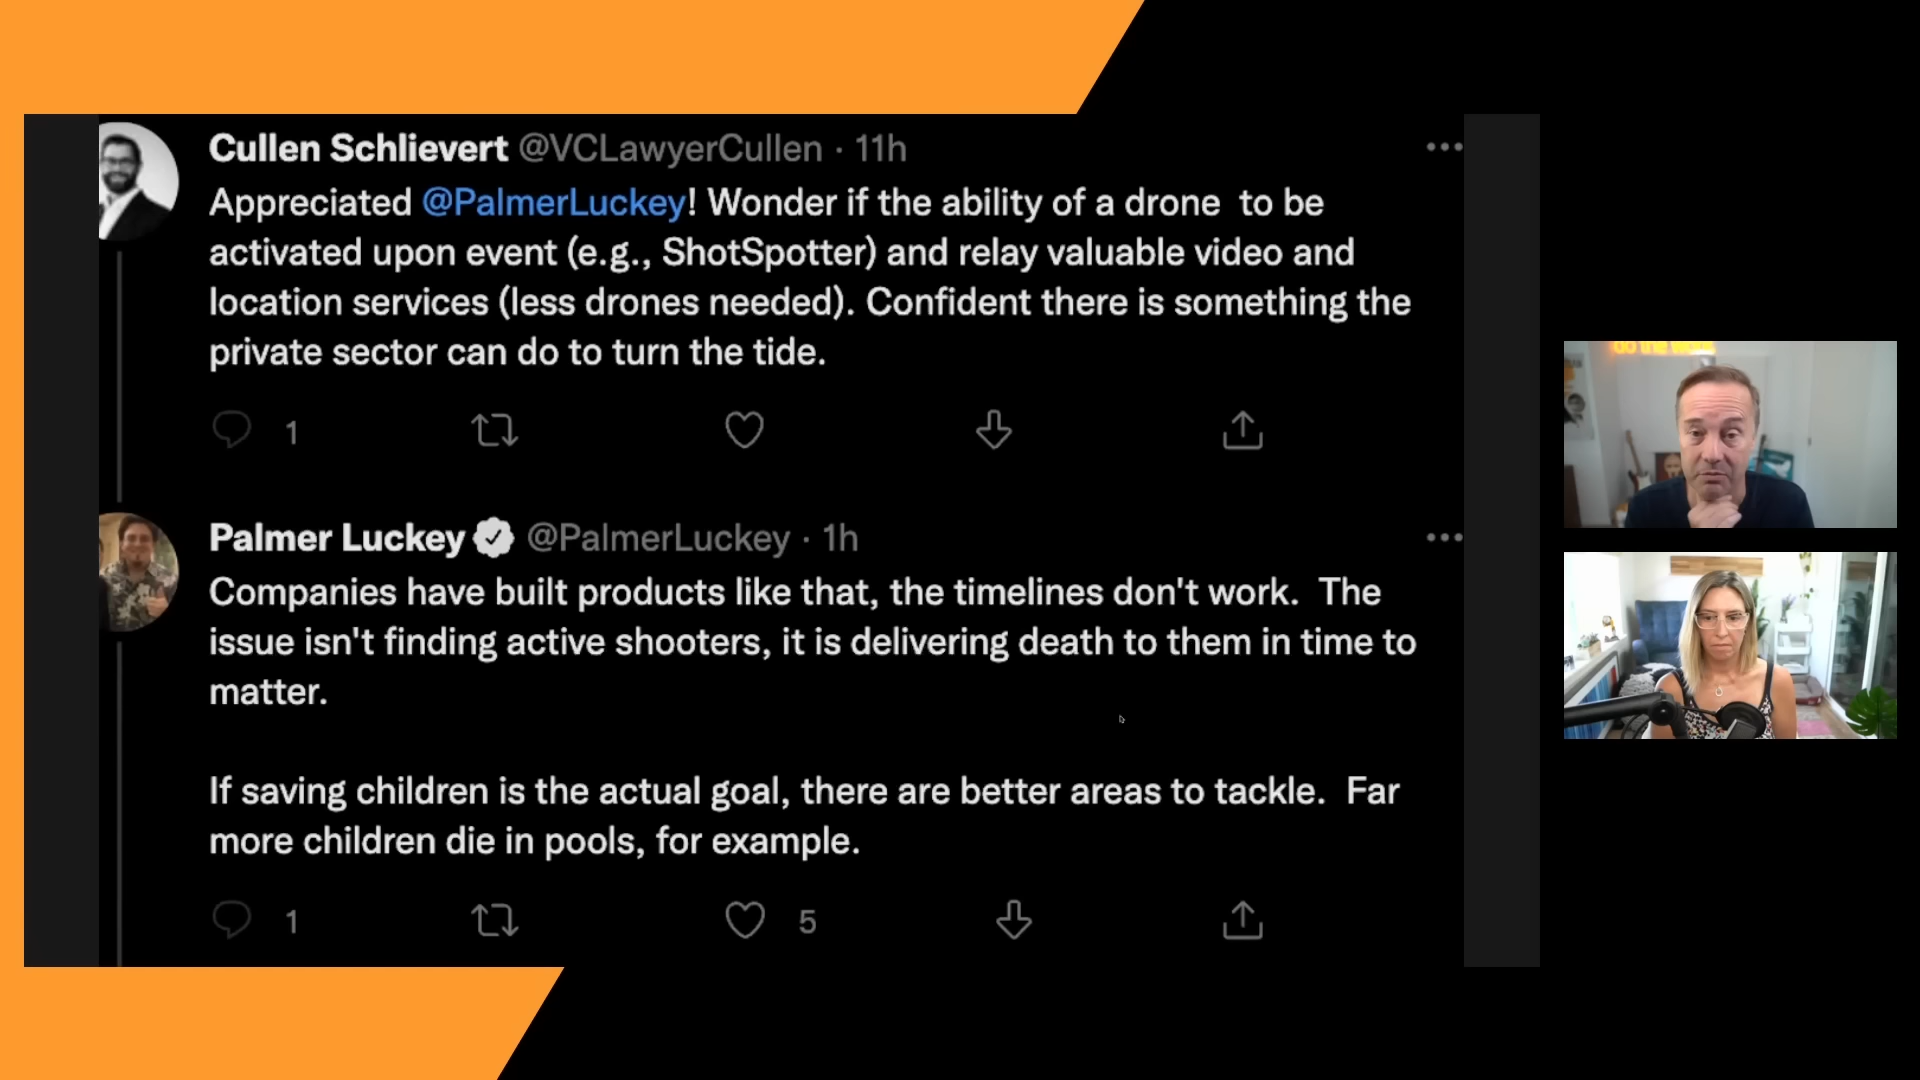 Cullen Schlievert @VCLawyerCullen · 11h
Appreciated @PalmerLuckey! Wonder if the ability of a drone  to be
activated upon event (e.g., ShotSpotter) and relay valuable video and
location services (less drones needed). Confident there is something the
private sector can do to turn the tide.
1
Palmer Luckey @PalmerLuckey · 1h
Companies have built products like that, the timelines don't work.  The
issue isn't finding active shooters, it is delivering death to them in time to
matter.
If saving children is the actual goal, there are better areas to tackle.  Far
more children die in pools, for example.
1 5